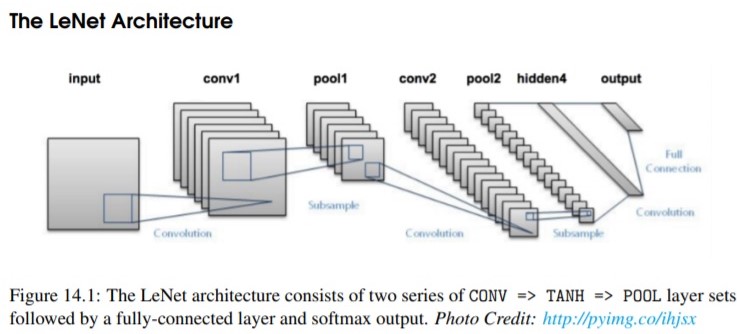 The LeNet Architecture
input conv1 pool1 conv2 pool2 hidden4 output
Full
Connection
Subsample
Convolution
Convolution Convolution Subsample
Figure 14.1: The LeNet architecture consists of two series of CONV => TANH => POOL layer sets
followed by a fully-connected layer and softmax output. Photo Credit: http://pyimg.co/ihjsx